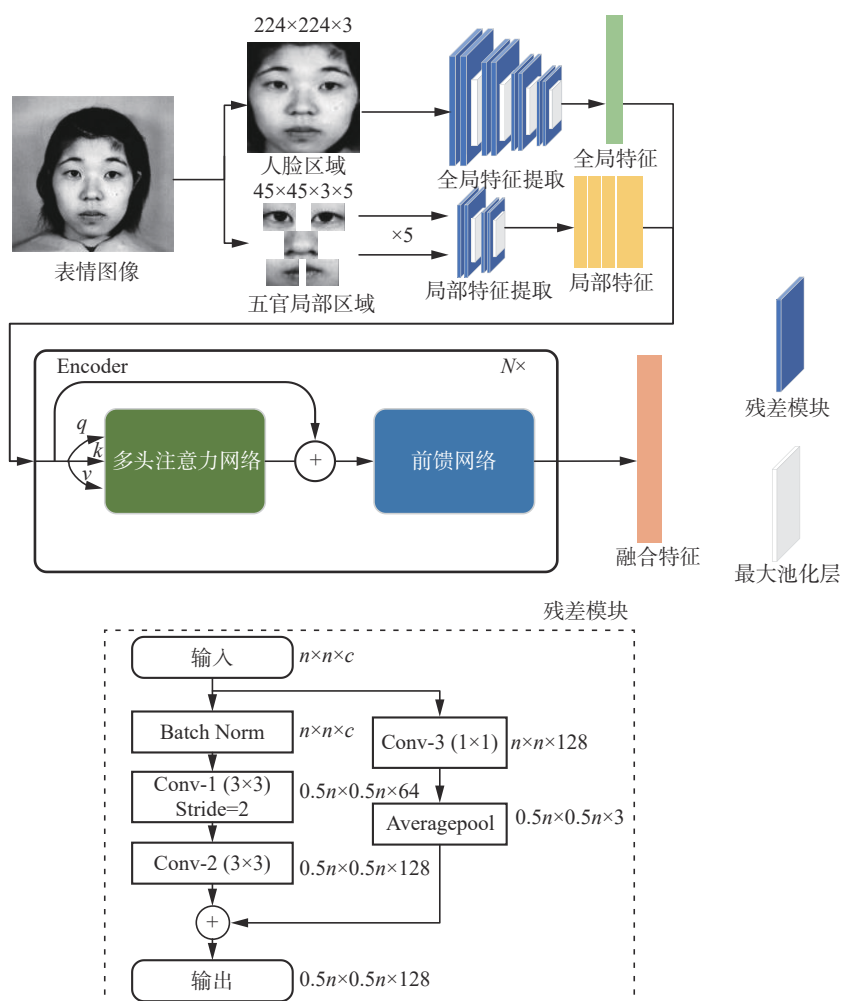 224×224×3
人脸区域
全局特征提取
全局特征
45×45×3×5
×5
表情图像
五官局部区域
局部特征提取
局部特征
残差模块
最大池化层
Encoder
N×
q
k
v
多头注意力网络
+
前馈网络
融合特征
残差模块
输入
n×n×c
Batch Norm
n×n×c
Conv-3 (1×1)
n×n×128
Conv-1 (3×3)
Stride=2
0.5n×0.5n×64
Averagepool
0.5n×0.5n×3
Conv-2 (3×3)
0.5n×0.5n×128
+
输出
0.5n×0.5n×128